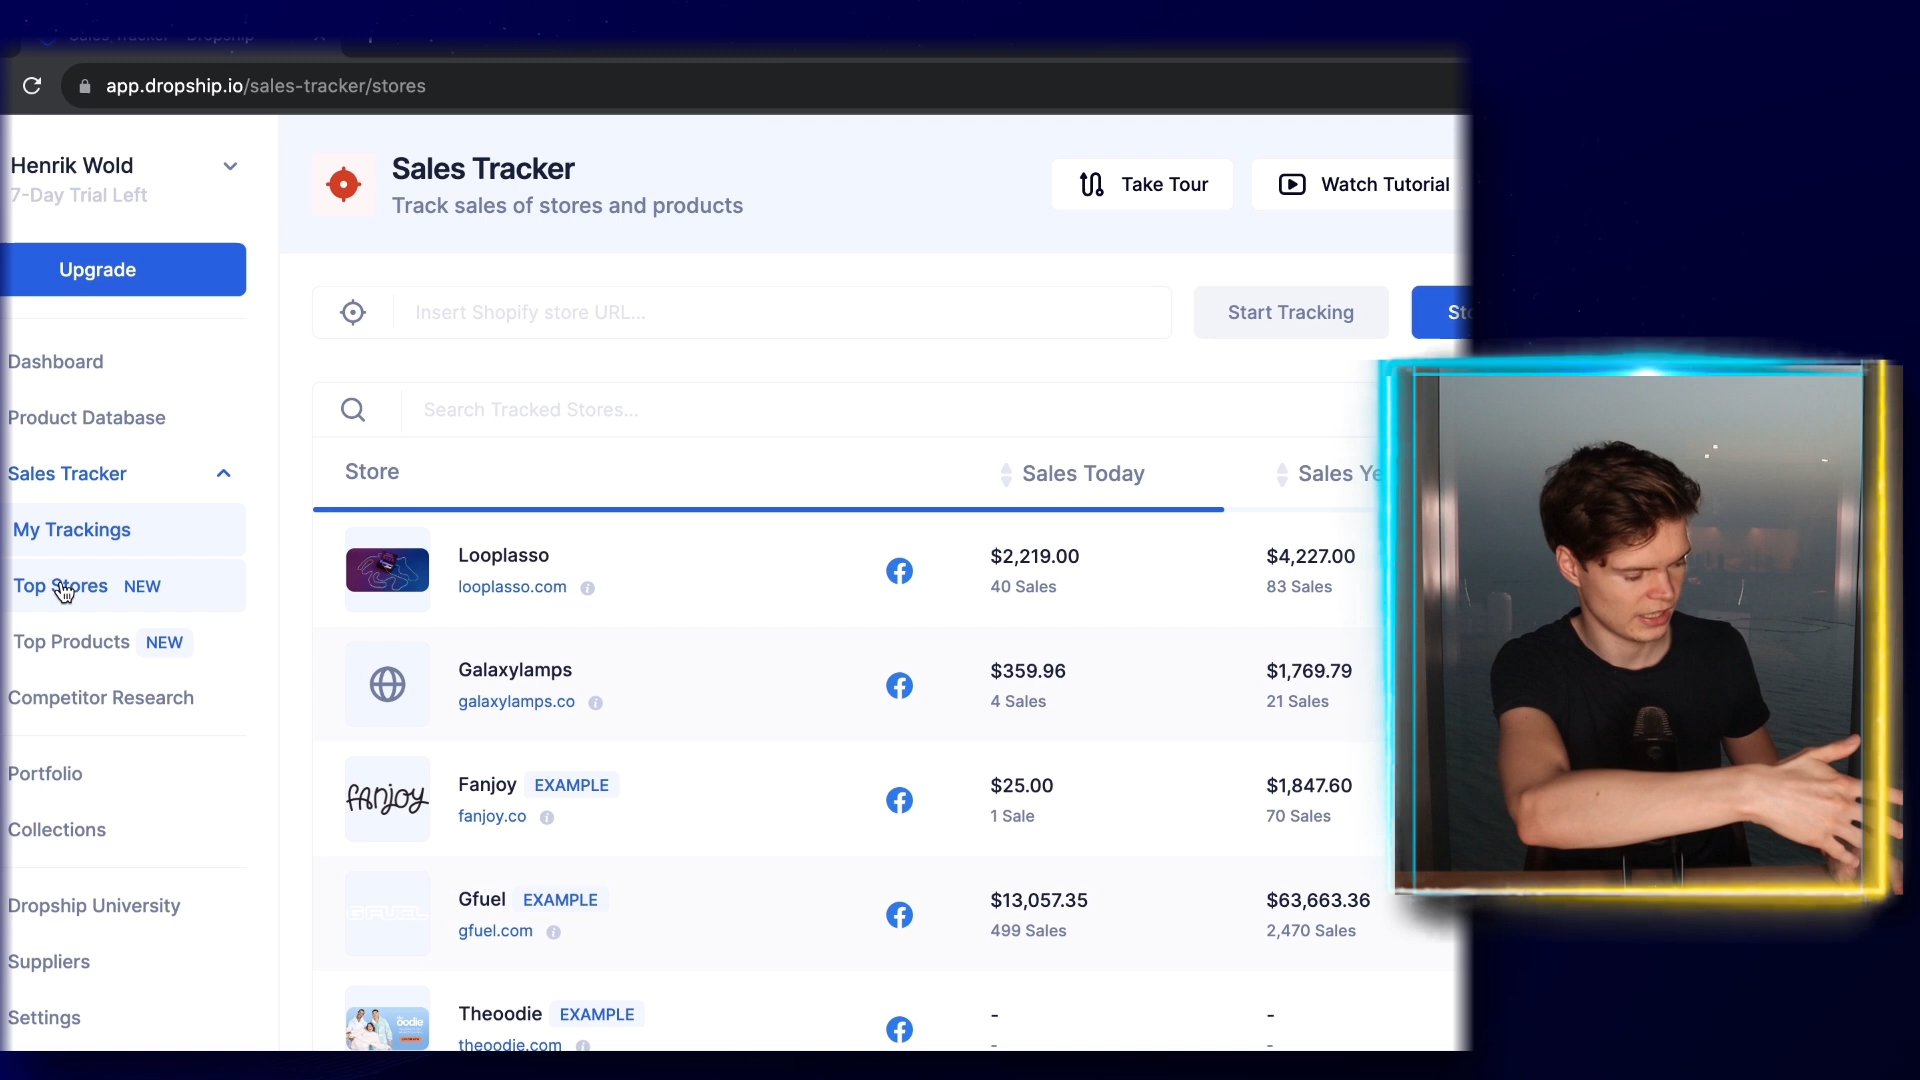 app.dropship.io/sales-tracker/stores
Henrik Wold
7-Day Trial Left
Upgrade
Dashboard
Product Database
Sales Tracker
My Trackings
Top Stores NEW
Top Products NEW
Competitor Research
Portfolio
Collections
Dropship University
Suppliers
Settings
Sales Tracker
Track sales of stores and products
Take Tour
Watch Tutorial
Insert Shopify store URL...
Start Tracking
Search Tracked Stores...
Store
Sales Today
Sales Ye
Looplasso
looplasso.com
$2,219.00
40 Sales
$4,227.00
83 Sales
Galaxylamps
galaxylamps.co
$359.96
4 Sales
$1,769.79
21 Sales
fanjoy
Fanjoy EXAMPLE
fanjoy.co
$25.00
1 Sale
$1,847.60
70 Sales
GFUEL
Gfuel EXAMPLE
gfuel.com
$13,057.35
499 Sales
$63,663.36
2,470 Sales
oodie
Theoodie EXAMPLE
theoodie.com
-
-
-
-